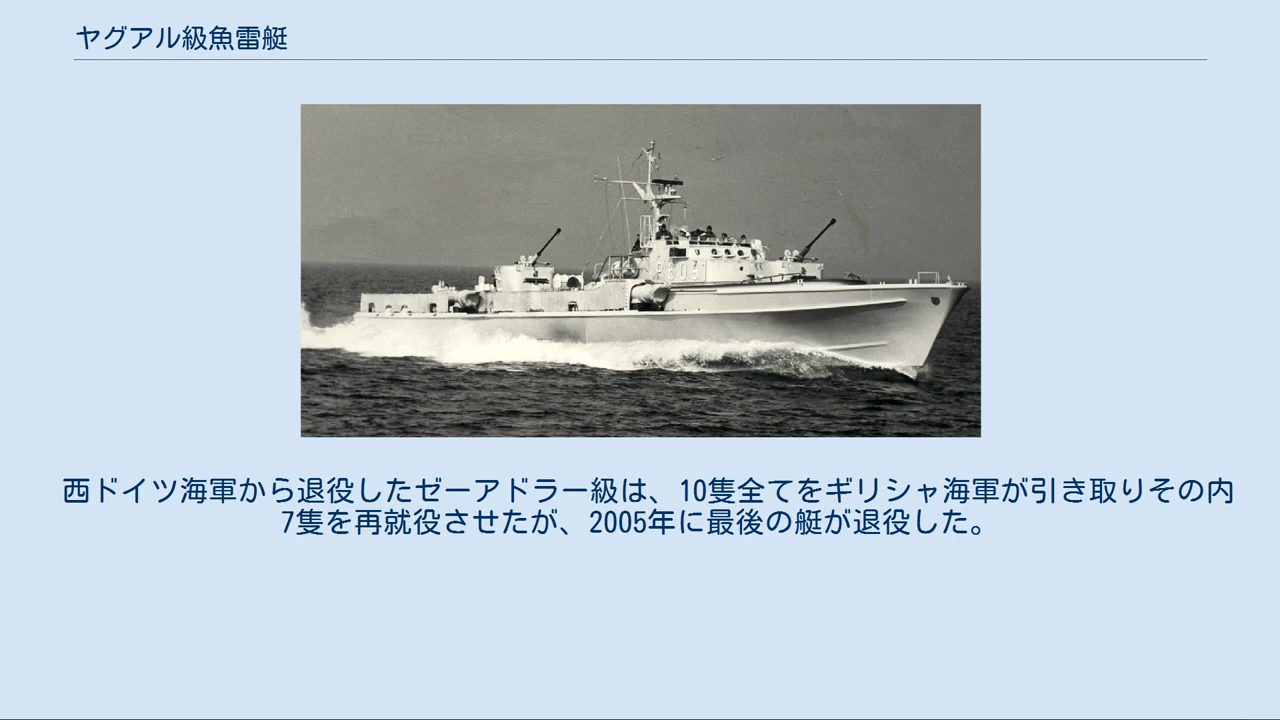 ヤグアル級魚雷艇
P6091
西ドイツ海軍から退役したゼーアドラー級は、10隻全てをギリシャ海軍が引き取りその内
7隻を再就役させたが、2005年に最後の艇が退役した。